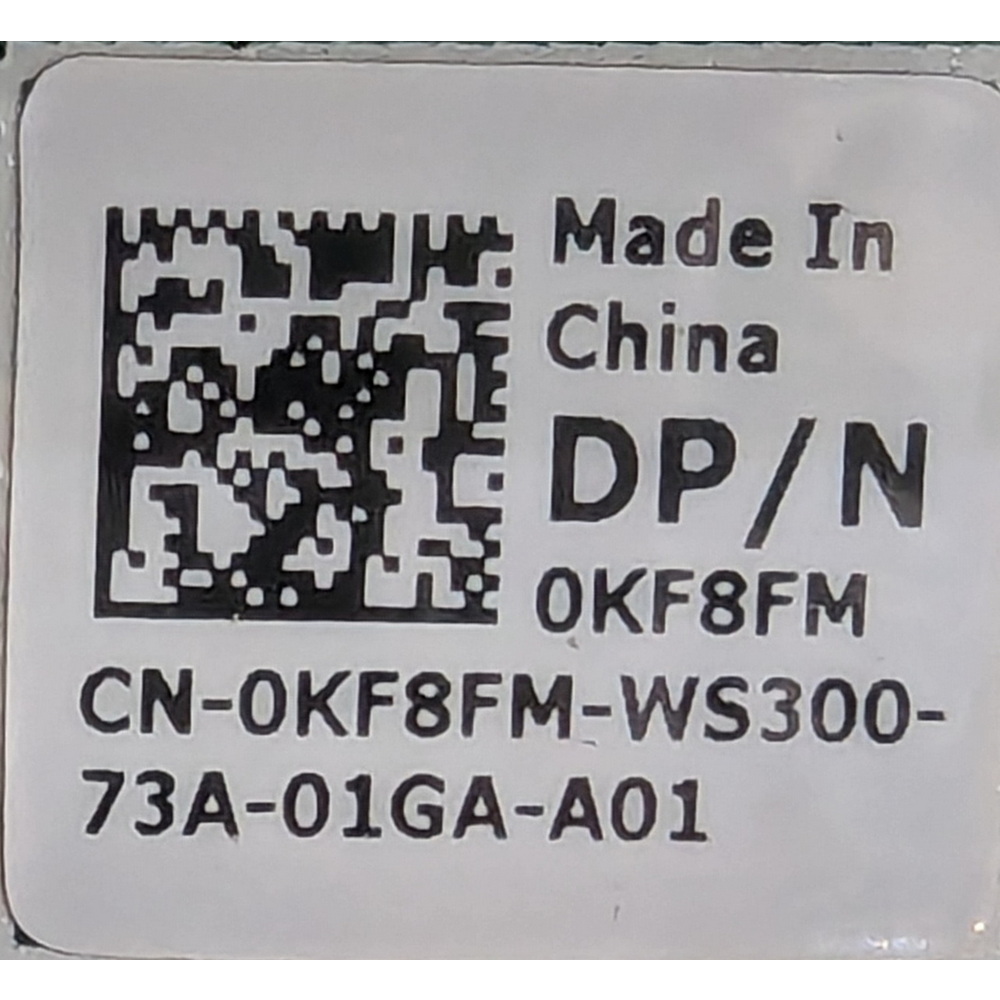 Made In
China
DP/N
0KF8FM
CN-0KF8FM-WS300-
73A-01GA-A01